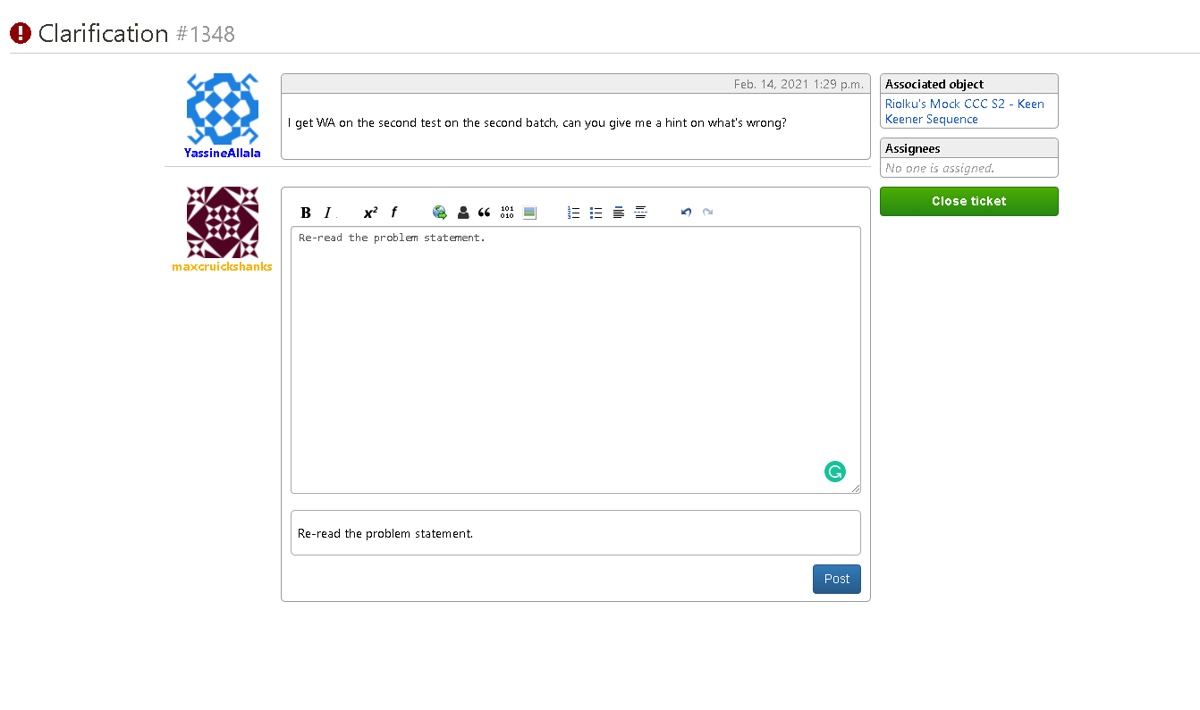 Clarification #1348
Feb. 14, 2021 1:29 p.m.
I get WA on the second test on the second batch, can you give me a hint on what's wrong?
YassineAllala
Associated object
Riolku's Mock CCC S2 - Keen
Keener Sequence
Assignees
No one is assigned.
Close ticket
maxcruickshanks
B I x² f 101
010
Re-read the problem statement.
Re-read the problem statement.
Post